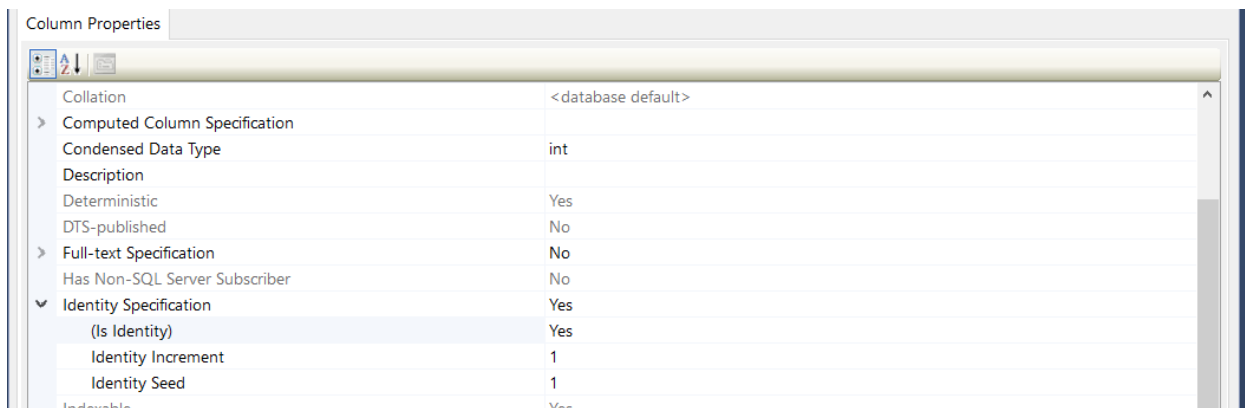 Column Properties
Collation <database default>
Computed Column Specification
Condensed Data Type int
Description
Deterministic Yes
DTS-published No
Full-text Specification No
Has Non-SQL Server Subscriber No
Identity Specification Yes
(Is Identity) Yes
Identity Increment 1
Identity Seed 1
Indexable Yes